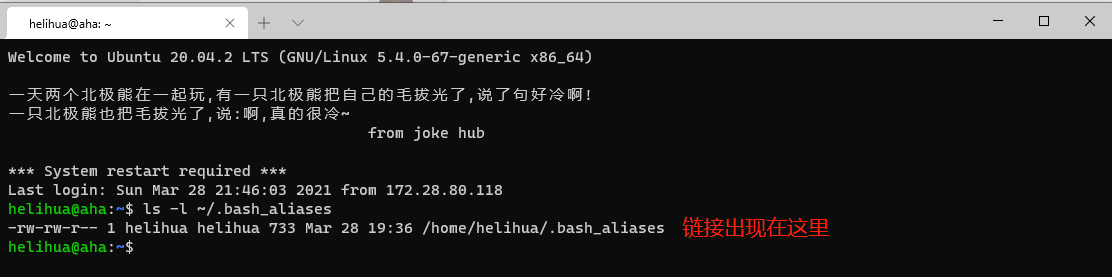 helihua@aha: ~
Welcome to Ubuntu 20.04.2 LTS (GNU/Linux 5.4.0-67-generic x86_64)
一天两个北极熊在一起玩,有一只北极熊把自己的毛拔光了,说了句好冷啊!
一只北极熊也把毛拔光了,说:啊,真的很冷~
from joke hub
*** System restart required ***
Last login: Sun Mar 28 21:46:03 2021 from 172.28.80.118
helihua@aha:~$ ls -l ~/.bash_aliases
-rw-rw-r-- 1 helihua helihua 733 Mar 28 19:36 /home/helihua/.bash_aliases 链接出现在这里
helihua@aha:~$